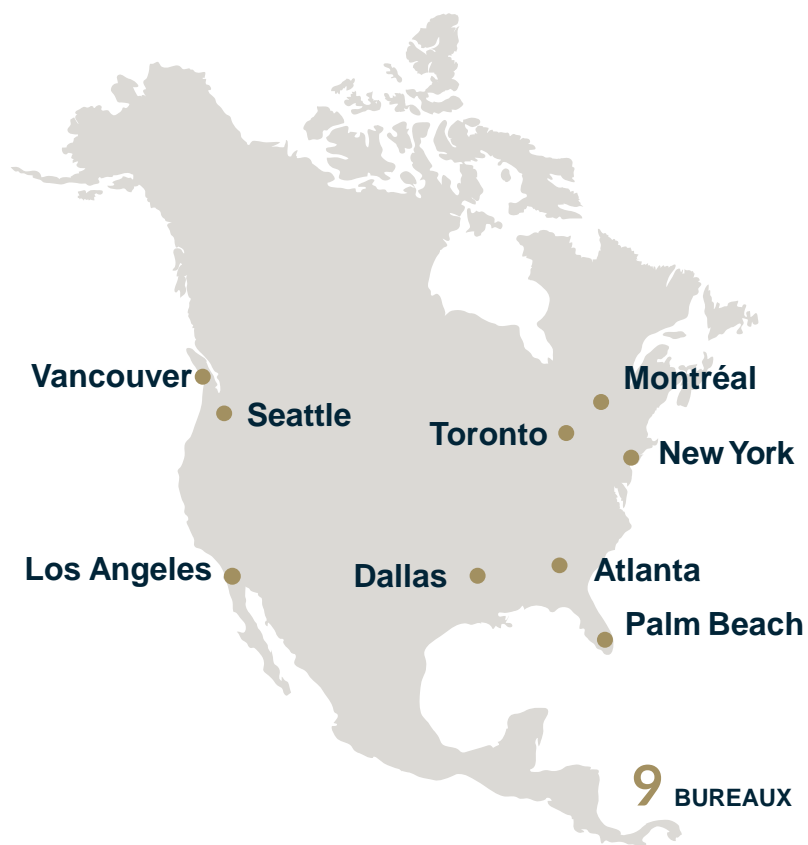 Vancouver
Montréal
Seattle
Toronto
New York
Los Angeles
Dallas
Atlanta
Palm Beach
9 BUREAUX